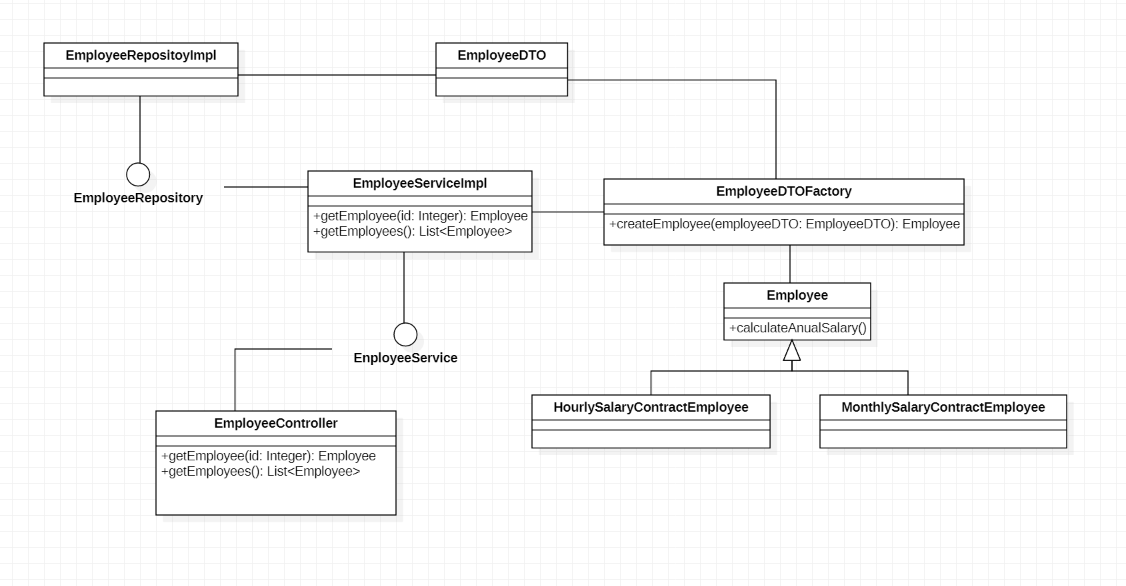 EmployeeRepositoyImpl
EmployeeDTO
EmployeeRepository
EmployeeServiceImpl
+getEmployee(id: Integer): Employee
+getEmployees(): List<Employee>
EmployeeDTOFactory
+createEmployee(employeeDTO: EmployeeDTO): Employee
Employee
+calculateAnualSalary()
EnployeeService
HourlySalaryContractEmployee
MonthlySalaryContractEmployee
EmployeeController
+getEmployee(id: Integer): Employee
+getEmployees(): List<Employee>